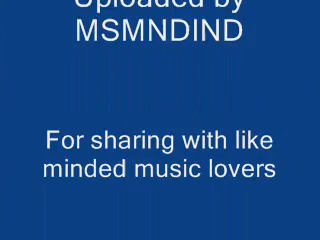 Uploaded by
MSMNDIND
For sharing with like
minded music lovers